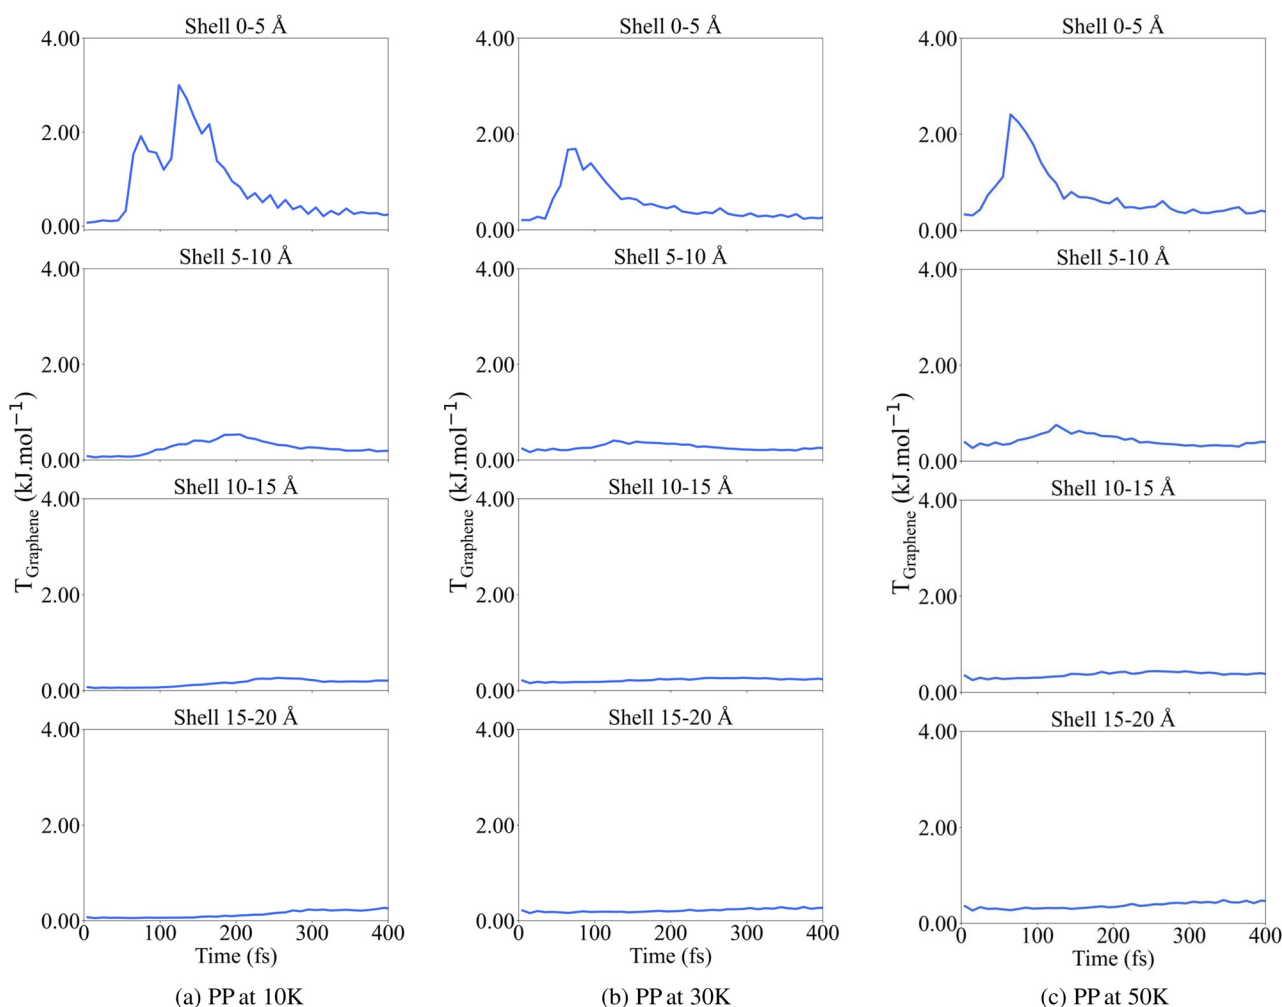 Shell 0-5 Å
4.00
2.00
0.00
Shell 5-10 Å
4.00
2.00
0.00
Shell 10-15 Å
4.00
2.00
0.00
Shell 15-20 Å
4.00
2.00
0.00
0 100 200 300 400
Time (fs)
T_Graphene (kJ.mol⁻¹)
(a) PP at 10K
Shell 0-5 Å
4.00
2.00
0.00
Shell 5-10 Å
4.00
2.00
0.00
Shell 10-15 Å
4.00
2.00
0.00
Shell 15-20 Å
4.00
2.00
0.00
0 100 200 300 400
Time (fs)
T_Graphene (kJ.mol⁻¹)
(b) PP at 30K
Shell 0-5 Å
4.00
2.00
0.00
Shell 5-10 Å
4.00
2.00
0.00
Shell 10-15 Å
4.00
2.00
0.00
Shell 15-20 Å
4.00
2.00
0.00
0 100 200 300 400
Time (fs)
T_Graphene (kJ.mol⁻¹)
(c) PP at 50K